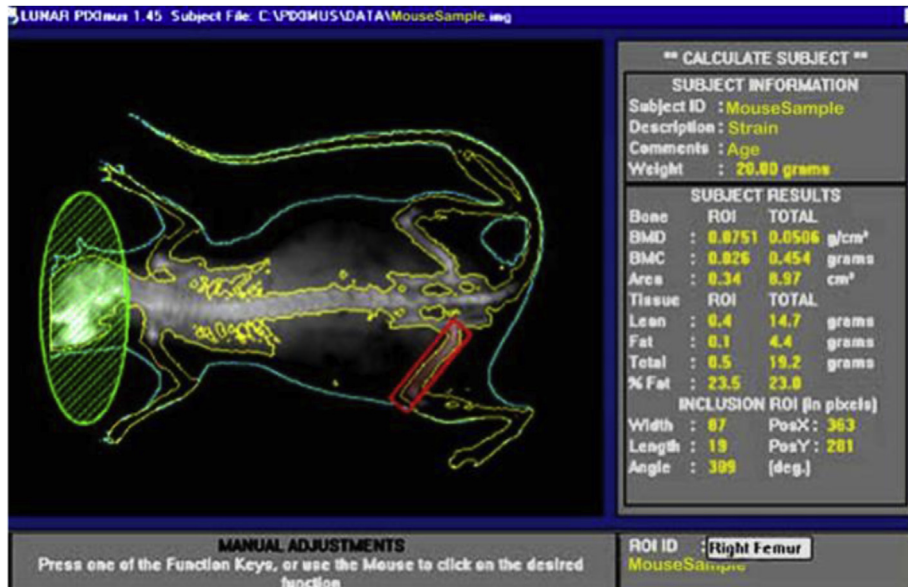 LUNAR PIXImus 1.45 Subject File: C:\PIXIMUS\DATA\MouseSample.img
** CALCULATE SUBJECT **
SUBJECT INFORMATION
Subject ID : MouseSample
Description : Strain
Comments : Age
Weight : 20.00 grams
SUBJECT RESULTS
Bone ROI TOTAL
BMD : 0.0751 0.0506 g/cm²
BMC : 0.026 0.454 grams
Area : 0.34 8.97 cm²
Tissue ROI TOTAL
Lean : 0.4 14.7 grams
Fat : 0.1 4.4 grams
Total : 0.5 19.2 grams
% Fat : 23.5 23.0
INCLUSION ROI (in pixels)
Width : 67 PosX : 363
Length : 19 PosY : 201
Angle : 309 (deg.)
MANUAL ADJUSTMENTS
Press one of the Function Keys, or use the Mouse to click on the desired
function
ROI ID : Right Femur
MouseSample